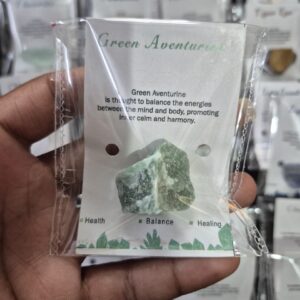 Green Aventurine
Green Aventurine
is thought to balance the energies
between the mind and body, promoting
inner calm and harmony.
Health
Balance
Healing